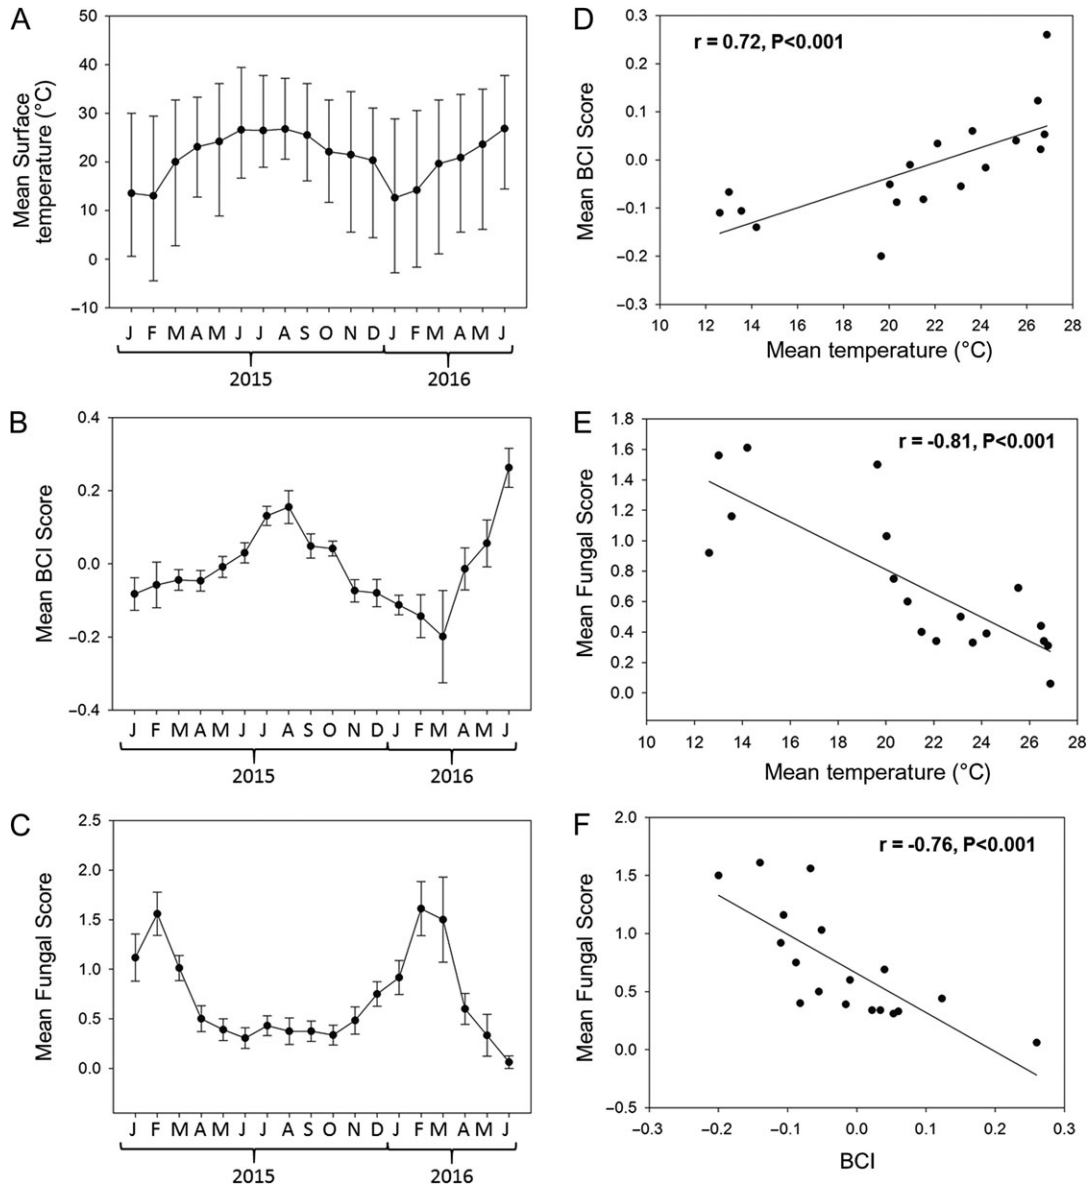 A
Mean Surface
temperature (°C)
50
40
30
20
10
0
−10
J F M A M J J A S O N D J F M A M J
2015 2016
D
Mean BCI Score
0.3
0.2
0.1
0.0
−0.1
−0.2
−0.3
r = 0.72, P<0.001
10 12 14 16 18 20 22 24 26 28
Mean temperature (°C)
B
Mean BCI Score
0.4
0.2
0.0
−0.2
−0.4
J F M A M J J A S O N D J F M A M J
2015 2016
E
Mean Fungal Score
1.8
1.6
1.4
1.2
1.0
0.8
0.6
0.4
0.2
0.0
r = -0.81, P<0.001
10 12 14 16 18 20 22 24 26 28
Mean temperature (°C)
C
Mean Fungal Score
2.5
2.0
1.5
1.0
0.5
0.0
J F M A M J J A S O N D J F M A M J
2015 2016
F
Mean Fungal Score
2.0
1.5
1.0
0.5
0.0
−0.5
r = -0.76, P<0.001
−0.3 −0.2 −0.1 0.0 0.1 0.2 0.3
BCI